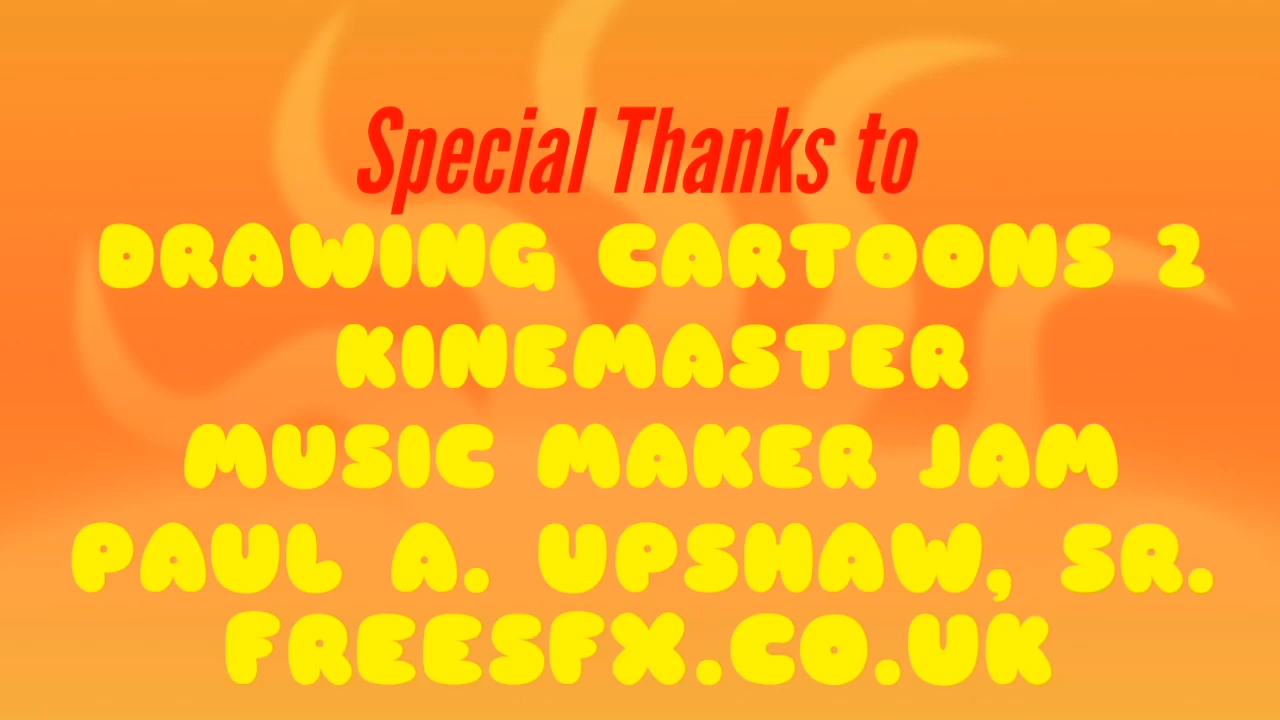 Special Thanks to
DRAWING CARTOONS 2
KINEMASTER
MUSIC MAKER JAM
PAUL A. UPSHAW, SR.
FREESFX.CO.UK